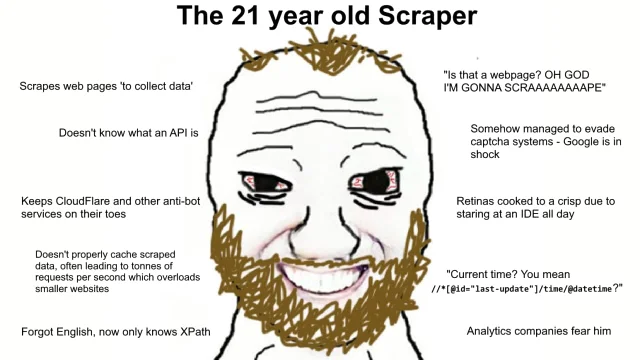 The 21 year old Scraper
Scrapes web pages 'to collect data'
Doesn't know what an API is
Keeps CloudFlare and other anti-bot
services on their toes
Doesn't properly cache scraped
data, often leading to tonnes of
requests per second which overloads
smaller websites
Forgot English, now only knows XPath
"Is that a webpage? OH GOD
I'M GONNA SCRAAAAAAAAPE"
Somehow managed to evade
captcha systems - Google is in
shock
Retinas cooked to a crisp due to
staring at an IDE all day
"Current time? You mean
//*[@id="last-update"]/time/@datetime?"
Analytics companies fear him